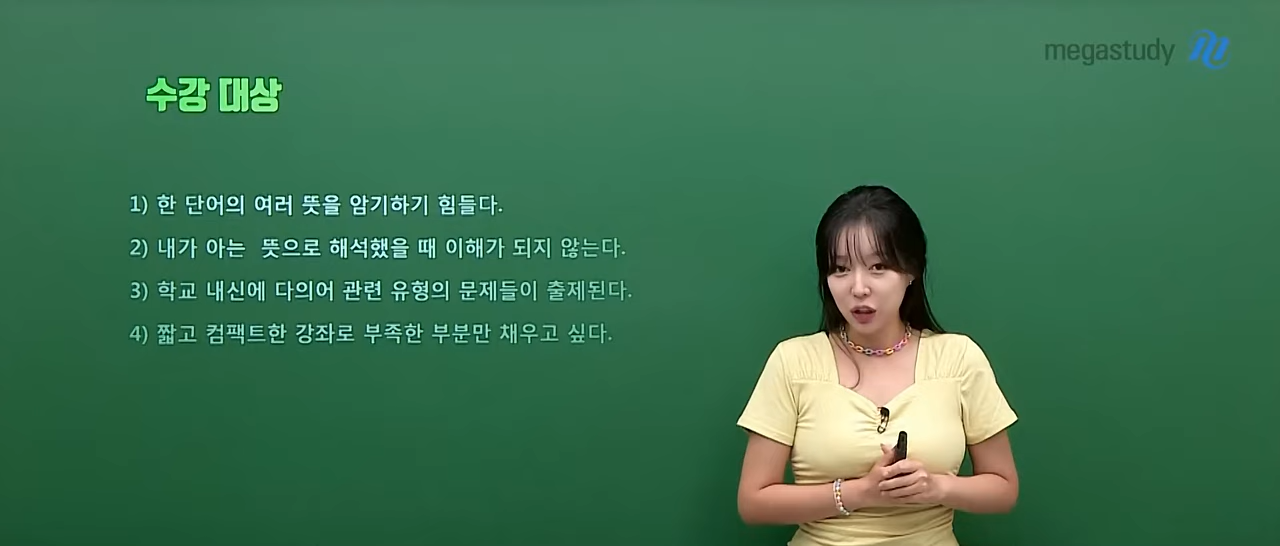 megastudy
수강 대상
1) 한 단어의 여러 뜻을 암기하기 힘들다.
2) 내가 아는 뜻으로 해석했을 때 이해가 되지 않는다.
3) 학교 내신에 다의어 관련 유형의 문제들이 출제된다.
4) 짧고 컴팩트한 강좌로 부족한 부분만 채우고 싶다.